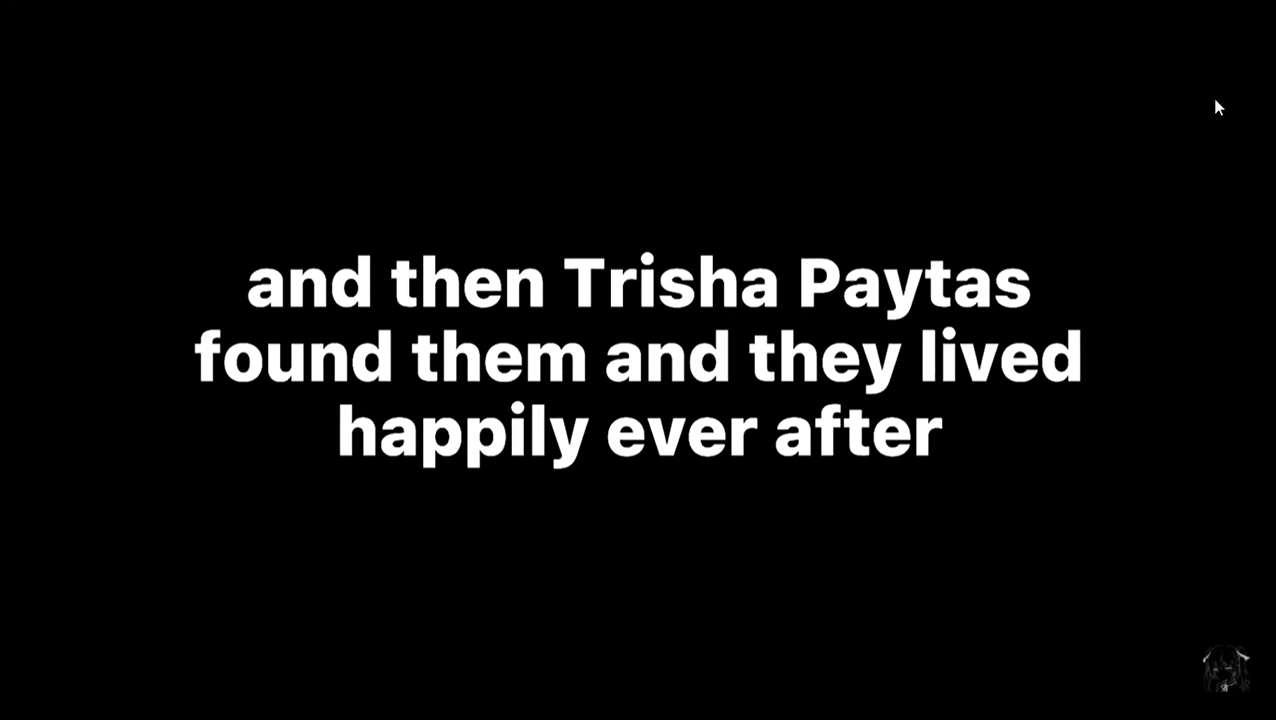 and then Trisha Paytas
found them and they lived
happily ever after